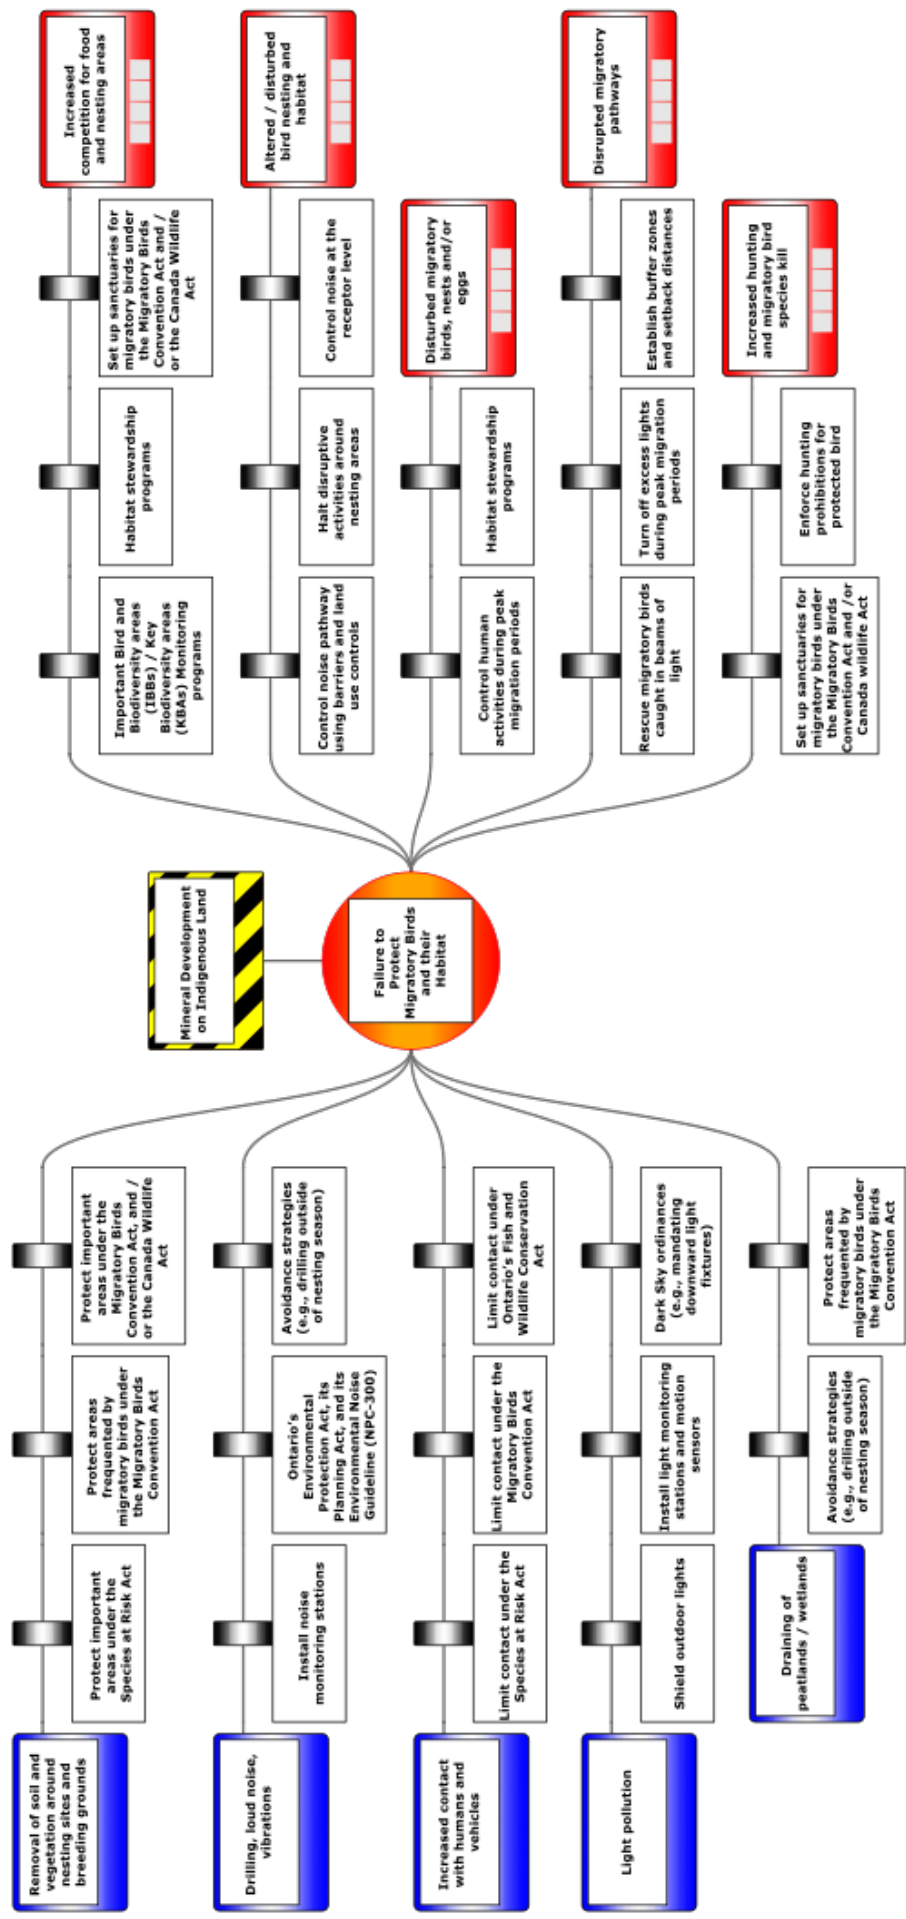 Removal of soil and
vegetation around
nesting sites and
breeding grounds
Protect important
areas under the
Species at Risk Act
Protect areas
frequented by
migratory birds under
the Migratory Birds
Convention Act
Protect important
areas under the
Migratory Birds
Convention Act, and /
or the Canada Wildlife
Act
Drilling, loud noise,
vibrations
Install noise
monitoring stations
Ontario's
Environmental
Protection Act, its
Planning Act, and its
Environmental Noise
Guideline (NPC-300)
Avoidance strategies
(e.g., drilling outside
of nesting season)
Increased contact
with humans and
vehicles
Limit contact under the
Species at Risk Act
Limit contact under the
Migratory Birds
Convention Act
Limit contact under
Ontario's Fish and
Wildlife Conservation
Act
Light pollution
Shield outdoor lights
Install light monitoring
stations and motion
sensors
Dark Sky ordinances
(e.g., mandating
downward light
fixtures)
Draining of
peatlands / wetlands
Avoidance strategies
(e.g., drilling outside
of nesting season)
Protect areas
frequented by
migratory birds under
the Migratory Birds
Convention Act
Mineral Development
on Indigenous Land
Failure to
Protect
Migratory Birds
and their
Habitat
Important Bird and
Biodiversity areas
(IBBs) / Key
Biodiversity areas
(KBAs) Monitoring
programs
Habitat stewardship
programs
Set up sanctuaries for
migratory birds under
the Migratory Birds
Convention Act and /
or the Canada Wildlife
Act
Increased
competition for food
and nesting areas
Control noise pathway
using barriers and land
use controls
Halt disruptive
activities around
nesting areas
Control noise at the
receptor level
Altered / disturbed
bird nesting and
habitat
Control human
activities during peak
migration periods
Habitat stewardship
programs
Disturbed migratory
birds, nests and/or
eggs
Rescue migratory birds
caught in beams of
light
Turn off excess lights
during peak migration
periods
Establish buffer zones
and setback distances
Disrupted migratory
pathways
Set up sanctuaries for
migratory birds under
the Migratory Birds
Convention Act and /or
Canada wildlife Act
Enforce hunting
prohibitions for
protected bird
Increased hunting
and migratory bird
species kill